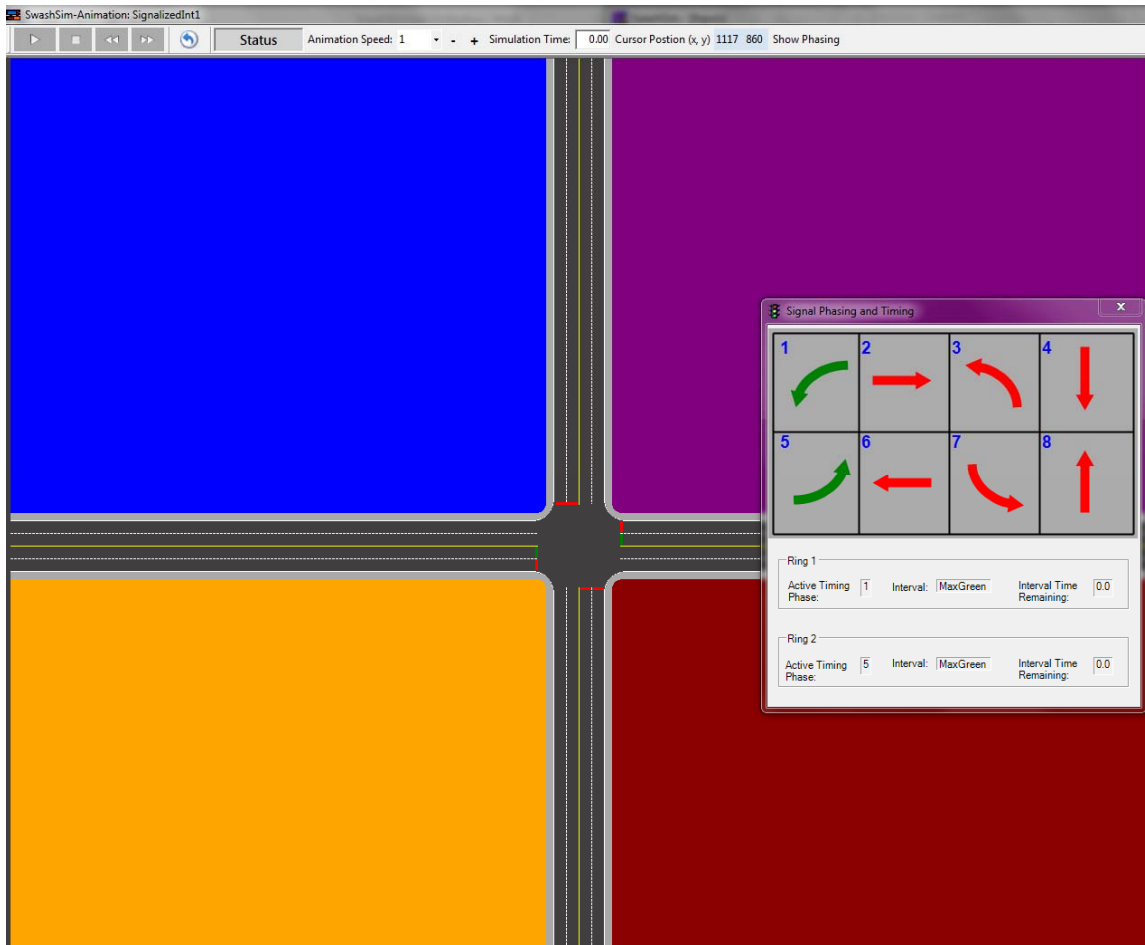 SwashSim-Animation: SignalizedInt1
Status Animation Speed: 1 - + Simulation Time: 0.00 Cursor Postion (x, y) 1117 860 Show Phasing
Signal Phasing and Timing
1 2 3 4
5 6 7 8
Ring 1
Active Timing Phase: 1 Interval: MaxGreen Interval Time Remaining: 0.0
Ring 2
Active Timing Phase: 5 Interval: MaxGreen Interval Time Remaining: 0.0